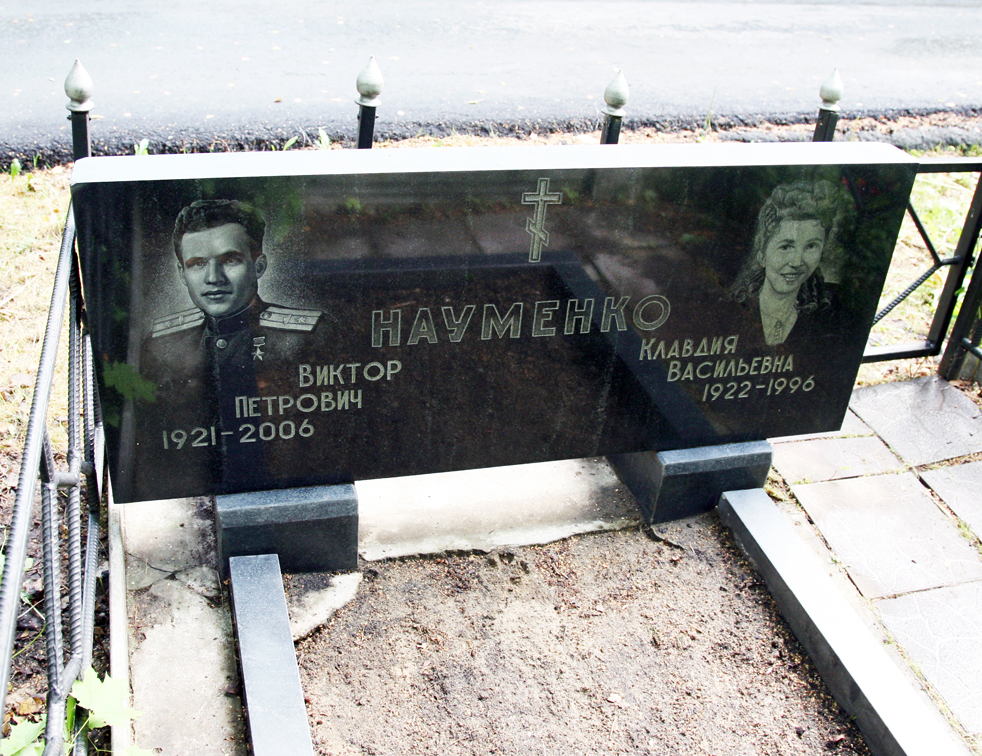 НАУМЕНКО
ВИКТОР
ПЕТРОВИЧ
1921-2006
КЛАВДИЯ
ВАСИЛЬЕВНА
1922-1996